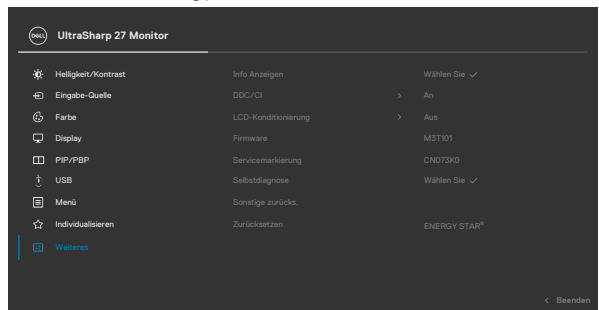 DELL UltraSharp 27 Monitor
Helligkeit/Kontrast Info Anzeigen Wählen Sie ✓
Eingabe-Quelle DDC/CI > An
Farbe LCD-Konditionierung > Aus
Display Firmware M3T101
PIP/PBP Servicemarkierung CN073K0
USB Selbstdiagnose Wählen Sie ✓
Menü Sonstige zurücks.
Individualisieren Zurücksetzen ENERGY STAR®
Weiteres
< Beenden